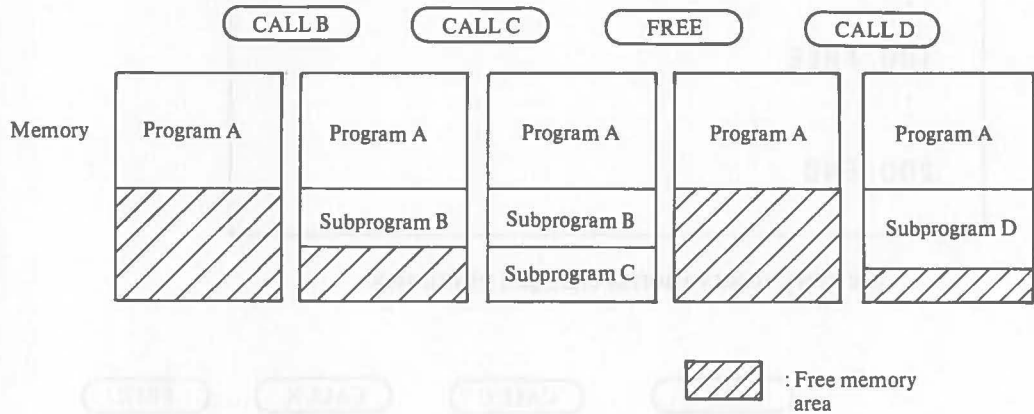 CALL B CALL C FREE CALL D
Memory Program A Program A Program A Program A Program A
Subprogram B Subprogram B Subprogram D
Subprogram C
: Free memory
area